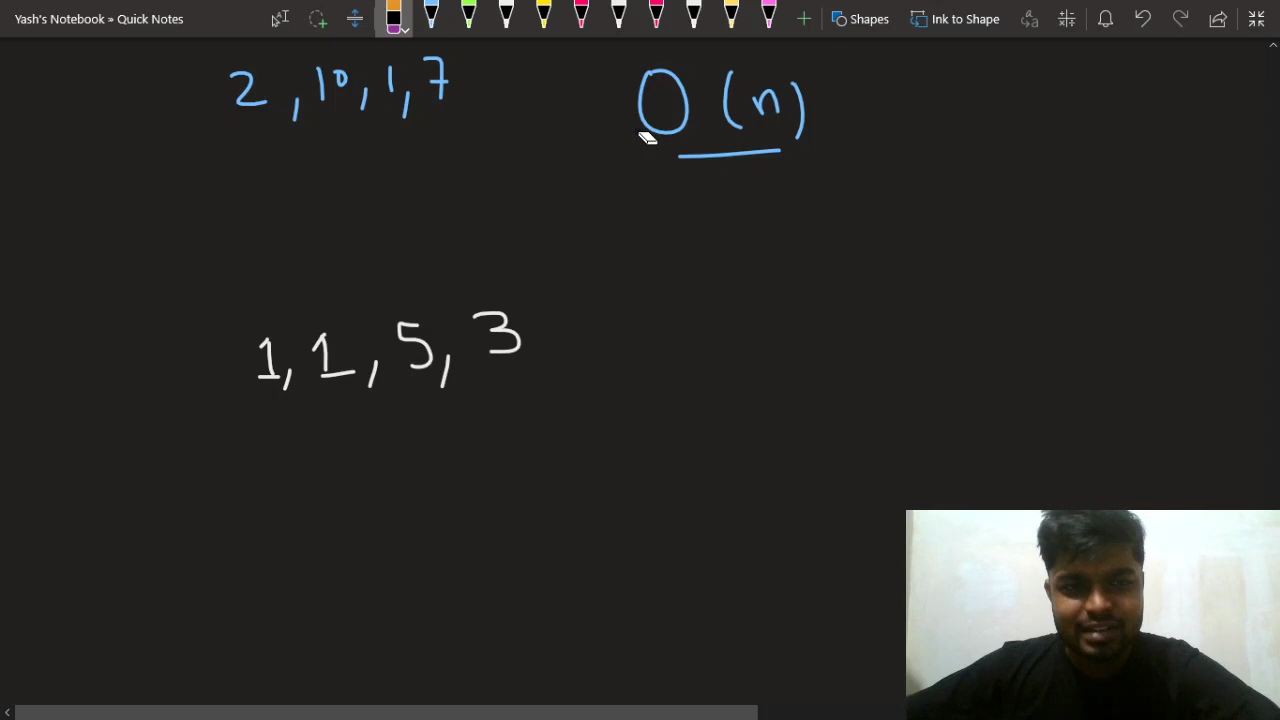 Yash's Notebook » Quick Notes
Shapes
Ink to Shape
2, 10, 1, 7
O (n)
1, 1, 5, 3